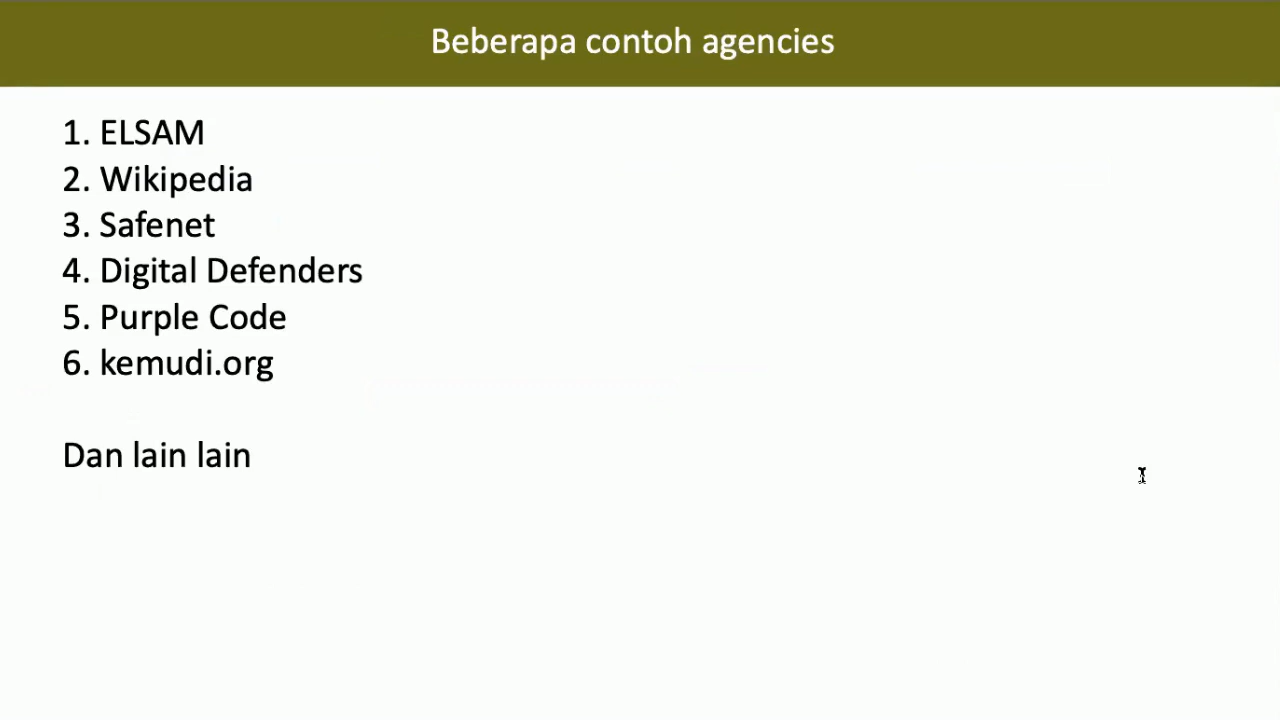 Beberapa contoh agencies
1. ELSAM
2. Wikipedia
3. Safenet
4. Digital Defenders
5. Purple Code
6. kemudi.org
Dan lain lain